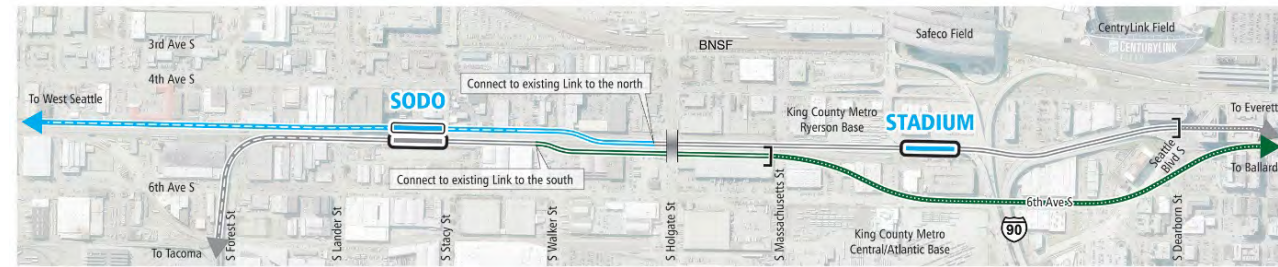 3rd Ave S
4th Ave S
BNSF
Safeco Field
CentryLink Field
CENTURYLINK
To West Seattle
SODO
Connect to existing Link to the north
King County Metro
Ryerson Base
STADIUM
To Everett
Connect to existing Link to the south
Seattle
Blvd S
To Ballard
6th Ave S
6th Ave S
To Tacoma
S Forest St
S Lander St
S Stacy St
S Walker St
S Holgate St
S Massachusetts St
King County Metro
Central/Atlantic Base
90
S Dearborn St